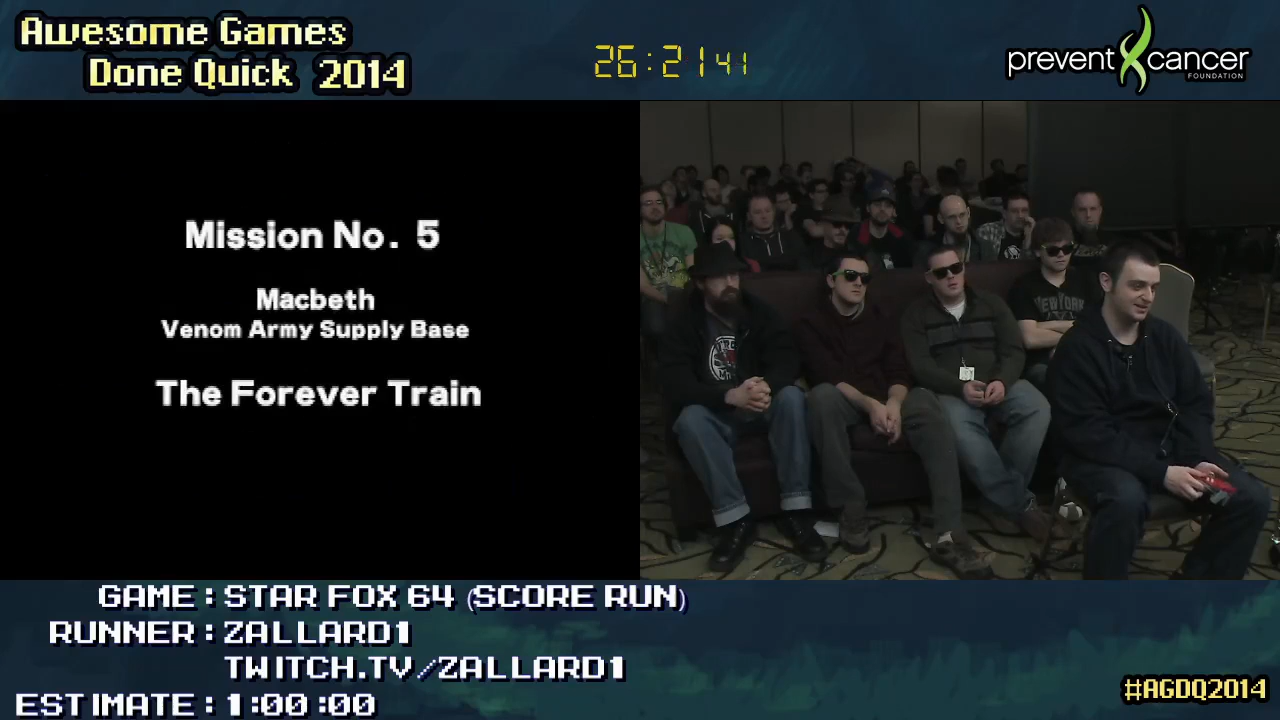 Awesome Games
Done Quick 2014
26:21 41
prevent cancer
FOUNDATION
Mission No. 5
Macbeth
Venom Army Supply Base
The Forever Train
NEW YORK
GAME : STAR FOX 64 (SCORE RUN)
RUNNER : ZALLARD1
TWITCH.TV/ZALLARD1
ESTIMATE : 1:00:00
#AGDQ2014